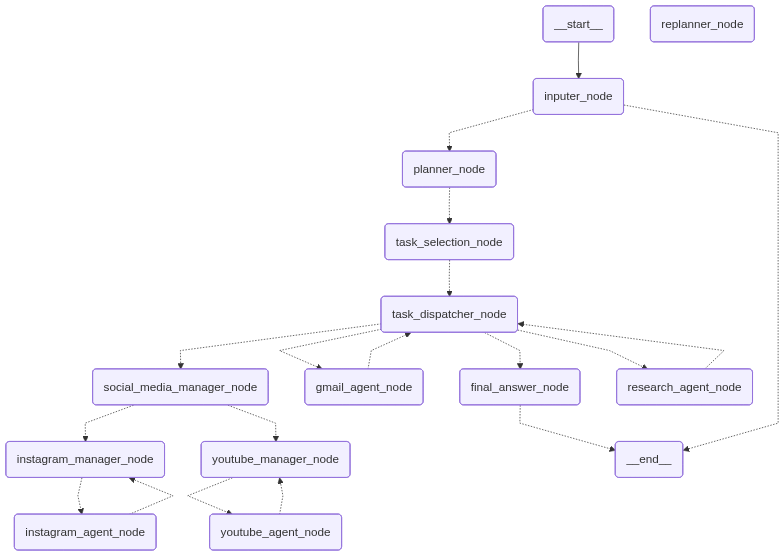 __start__
replanner_node
inputer_node
planner_node
task_selection_node
task_dispatcher_node
social_media_manager_node
gmail_agent_node
final_answer_node
research_agent_node
instagram_manager_node
youtube_manager_node
__end__
instagram_agent_node
youtube_agent_node